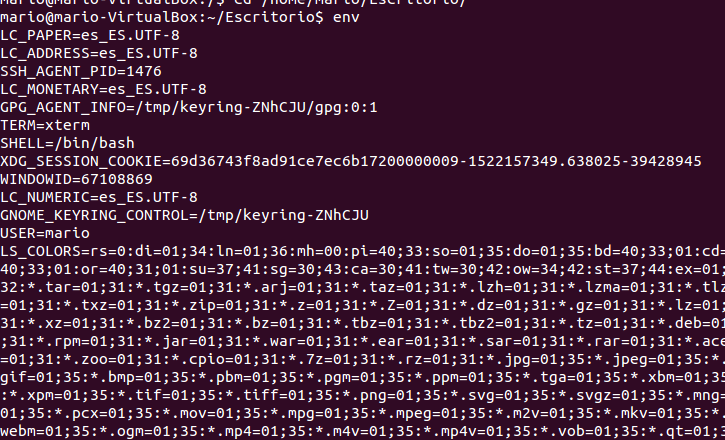 mario@mario-VirtualBox:/$ cd /home/mario/Escritorio/
mario@mario-VirtualBox:~/Escritorio$ env
LC_PAPER=es_ES.UTF-8
LC_ADDRESS=es_ES.UTF-8
SSH_AGENT_PID=1476
LC_MONETARY=es_ES.UTF-8
GPG_AGENT_INFO=/tmp/keyring-ZNhCJU/gpg:0:1
TERM=xterm
SHELL=/bin/bash
XDG_SESSION_COOKIE=69d36743f8ad91ce7ec6b17200000009-1522157349.638025-39428945
WINDOWID=67108869
LC_NUMERIC=es_ES.UTF-8
GNOME_KEYRING_CONTROL=/tmp/keyring-ZNhCJU
USER=mario
LS_COLORS=rs=0:di=01;34:ln=01;36:mh=00:pi=40;33:so=01;35:do=01;35:bd=40;33;01:cd=
40;33;01:or=40;31;01:su=37;41:sg=30;43:ca=30;41:tw=30;42:ow=34;42:st=37;44:ex=01;
32:*.tar=01;31:*.tgz=01;31:*.arj=01;31:*.taz=01;31:*.lzh=01;31:*.lzma=01;31:*.tlz
=01;31:*.txz=01;31:*.zip=01;31:*.z=01;31:*.Z=01;31:*.dz=01;31:*.gz=01;31:*.lz=01;
31:*.xz=01;31:*.bz2=01;31:*.bz=01;31:*.tbz=01;31:*.tbz2=01;31:*.tz=01;31:*.deb=01
;31:*.rpm=01;31:*.jar=01;31:*.war=01;31:*.ear=01;31:*.sar=01;31:*.rar=01;31:*.ace
=01;31:*.zoo=01;31:*.cpio=01;31:*.7z=01;31:*.rz=01;31:*.jpg=01;35:*.jpeg=01;35:*.
gif=01;35:*.bmp=01;35:*.pbm=01;35:*.pgm=01;35:*.ppm=01;35:*.tga=01;35:*.xbm=01;35
:*.xpm=01;35:*.tif=01;35:*.tiff=01;35:*.png=01;35:*.svg=01;35:*.svgz=01;35:*.mng=
01;35:*.pcx=01;35:*.mov=01;35:*.mpg=01;35:*.mpeg=01;35:*.m2v=01;35:*.mkv=01;35:*.
webm=01;35:*.ogm=01;35:*.mp4=01;35:*.m4v=01;35:*.mp4v=01;35:*.vob=01;35:*.qt=01;3